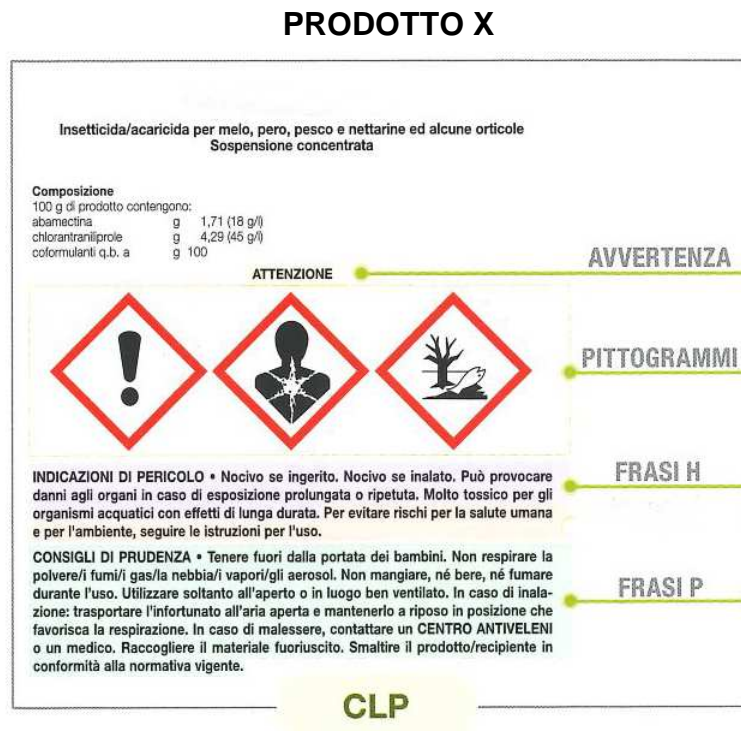 PRODOTTO X
Insetticida/acaricida per melo, pero, pesco e nettarine ed alcune orticole
Sospensione concentrata
Composizione
100 g di prodotto contengono:
abamectina g 1,71 (18 g/l)
chlorantraniliprole g 4,29 (45 g/l)
coformulanti q.b. a g 100
ATTENZIONE
AVVERTENZA
PITTOGRAMMI
INDICAZIONI DI PERICOLO • Nocivo se ingerito. Nocivo se inalato. Può provocare
danni agli organi in caso di esposizione prolungata o ripetuta. Molto tossico per gli
organismi acquatici con effetti di lunga durata. Per evitare rischi per la salute umana
e per l'ambiente, seguire le istruzioni per l'uso.
FRASI H
CONSIGLI DI PRUDENZA • Tenere fuori dalla portata dei bambini. Non respirare la
polvere/i fumi/i gas/la nebbia/i vapori/gli aerosol. Non mangiare, né bere, né fumare
durante l'uso. Utilizzare soltanto all'aperto o in luogo ben ventilato. In caso di inala-
zione: trasportare l'infortunato all'aria aperta e mantenerlo a riposo in posizione che
favorisca la respirazione. In caso di malessere, contattare un CENTRO ANTIVELENI
o un medico. Raccogliere il materiale fuoriuscito. Smaltire il prodotto/recipiente in
conformità alla normativa vigente.
FRASI P
CLP